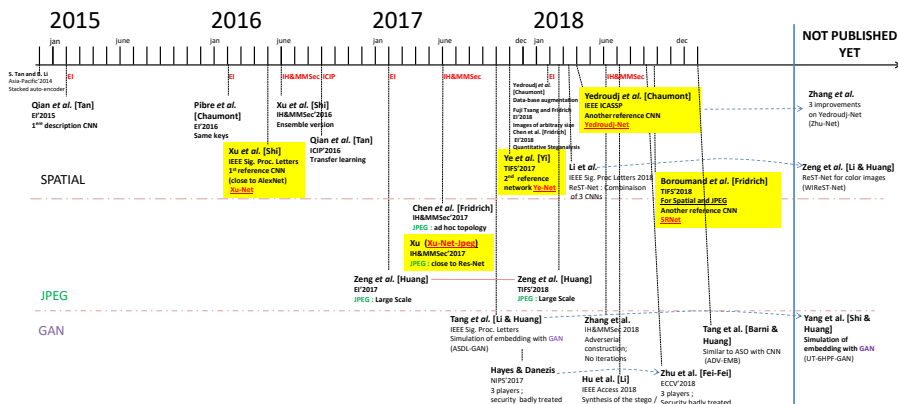 2015
2016
2017
2018
NOT PUBLISHED
YET
jan
june
jan
june
jan
june
dec
jan
june
dec
S. Tan and B. Li
Asia-Pacific'2014
Stacked auto-encoder
EI
EI
IH&MMSec
ICIP
EI
IH&MMSec
EI
IH&MMSec
Qian et al. [Tan]
EI'2015
1ère description CNN
Pibre et al.
[Chaumont]
EI'2016
Same keys
Xu et al. [Shi]
IH&MMSec'2016
Ensemble version
Qian et al. [Tan]
ICIP'2016
Transfer learning
Xu et al. [Shi]
IEEE Sig. Proc. Letters
1st reference CNN
(close to AlexNet)
Xu-Net
Yedroudj et al.
[Chaumont]
Data-base augmentation
Fuji Tsang and Fridrich
EI'2018
Images of arbitrary size
Chen et al. [Fridrich]
EI'2018
Quantitative Steganalysis
Yedroudj et al. [Chaumont]
IEEE ICASSP
Another reference CNN
Yedroudj-Net
Zhang et al.
3 improvements
on Yedroudj-Net
(Zhu-Net)
Ye et al. [Yi]
TIFS'2017
2nd reference
network Ye-Net
Li et al.
IEEE Sig. Proc Letters 2018
ReST-Net : Combinaison
of 3 CNNs
Boroumand et al. [Fridrich]
TIFS'2018
For Spatial and JPEG
Another reference CNN
SRNet
Zeng et al. [Li & Huang]
ReST-Net for color images
(WIReST-Net)
SPATIAL
Chen et al. [Fridrich]
IH&MMSec'2017
JPEG : ad hoc topology
Xu (Xu-Net-Jpeg)
IH&MMSec'2017
JPEG : close to Res-Net
Zeng et al. [Huang]
EI'2017
JPEG : Large Scale
Zeng et al. [Huang]
TIFS'2018
JPEG : Large Scale
JPEG
GAN
Tang et al. [Li & Huang]
IEEE Sig. Proc. Letters
Simulation of embedding with GAN
(ASDL-GAN)
Zhang et al.
IH&MMSec 2018
Adverserial
construction;
No iterations
Tang et al. [Barni &
Huang]
Similar to ASO with CNN
(ADV-EMB)
Yang et al. [Shi &
Huang]
Simulation of
embedding with GAN
(UT-6HPF-GAN)
Hayes & Danezis
NIPS'2017
3 players ;
security badly treated
Hu et al. [Li]
IEEE Access 2018
Synthesis of the stego /
Zhu et al. [Fei-Fei]
ECCV'2018
3 players ;
Security badly treated